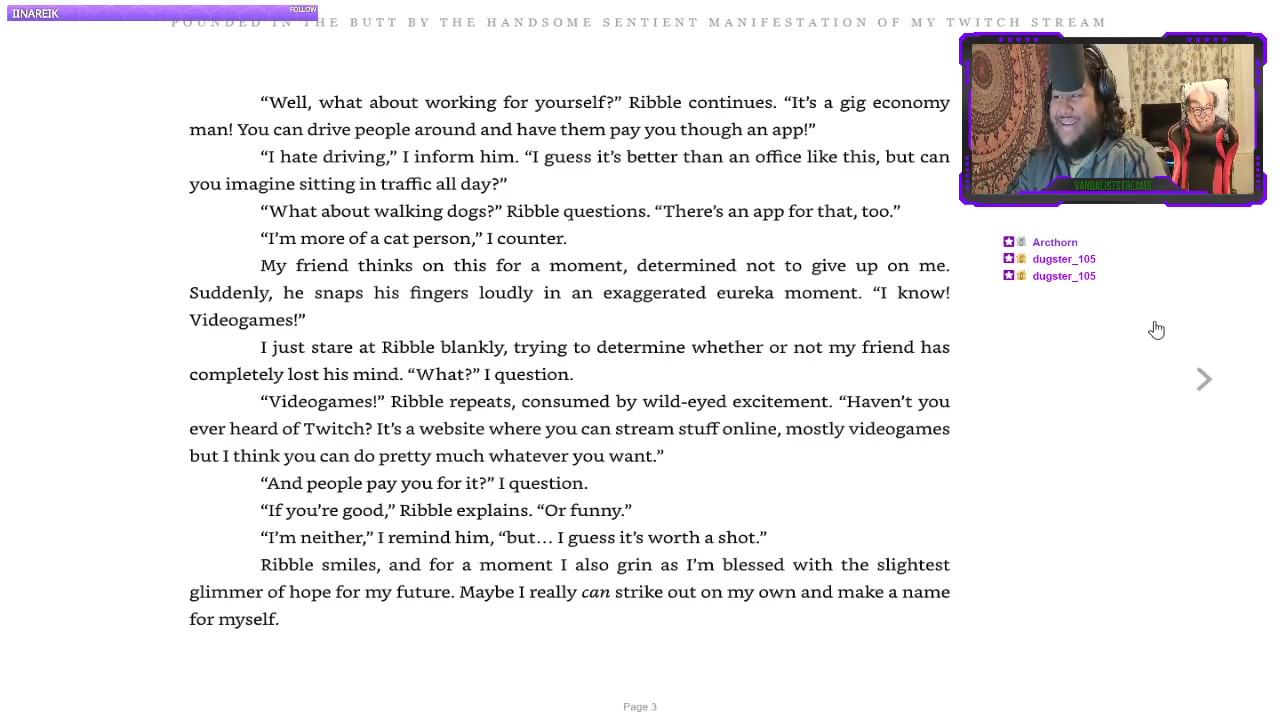 IINAREIK
FOLLOW
POUNDED IN THE BUTT BY THE HANDSOME SENTIENT MANIFESTATION OF MY TWITCH STREAM
“Well, what about working for yourself?” Ribble continues. “It’s a gig economy
man! You can drive people around and have them pay you though an app!”
“I hate driving,” I inform him. “I guess it’s better than an office like this, but can
you imagine sitting in traffic all day?”
“What about walking dogs?” Ribble questions. “There’s an app for that, too.”
“I’m more of a cat person,” I counter.
My friend thinks on this for a moment, determined not to give up on me.
Suddenly, he snaps his fingers loudly in an exaggerated eureka moment. “I know!
Videogames!”
I just stare at Ribble blankly, trying to determine whether or not my friend has
completely lost his mind. “What?” I question.
“Videogames!” Ribble repeats, consumed by wild-eyed excitement. “Haven’t you
ever heard of Twitch? It’s a website where you can stream stuff online, mostly videogames
but I think you can do pretty much whatever you want.”
“And people pay you for it?” I question.
“If you’re good,” Ribble explains. “Or funny.”
“I’m neither,” I remind him, “but… I guess it’s worth a shot.”
Ribble smiles, and for a moment I also grin as I’m blessed with the slightest
glimmer of hope for my future. Maybe I really can strike out on my own and make a name
for myself.
Page 3
VANDALISTSTREAMS
Arcthorn
dugster_105
dugster_105